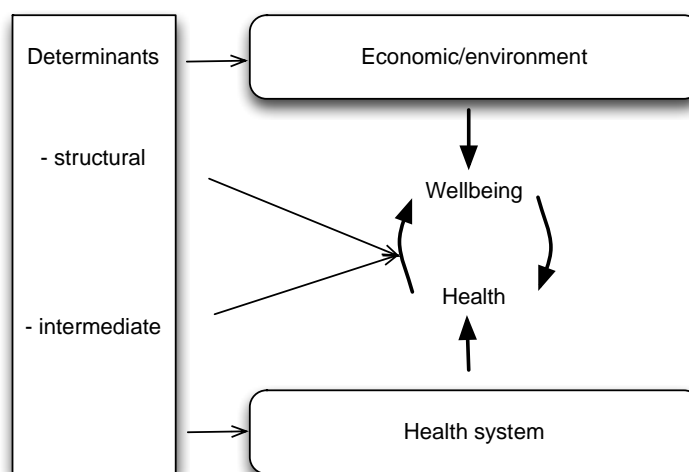 Determinants
Economic/environment
- structural
Wellbeing
Health
- intermediate
Health system